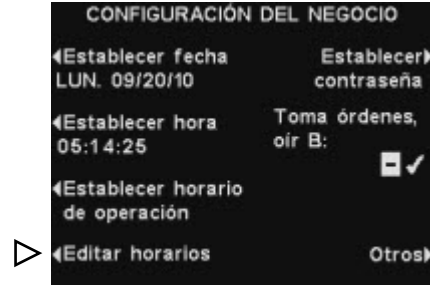 CONFIGURACIÓN DEL NEGOCIO
Establecer fecha
LUN. 09/20/10
Establecer
contraseña
Establecer hora
05:14:25
Toma órdenes,
oír B:
Establecer horario
de operación
Editar horarios
Otros